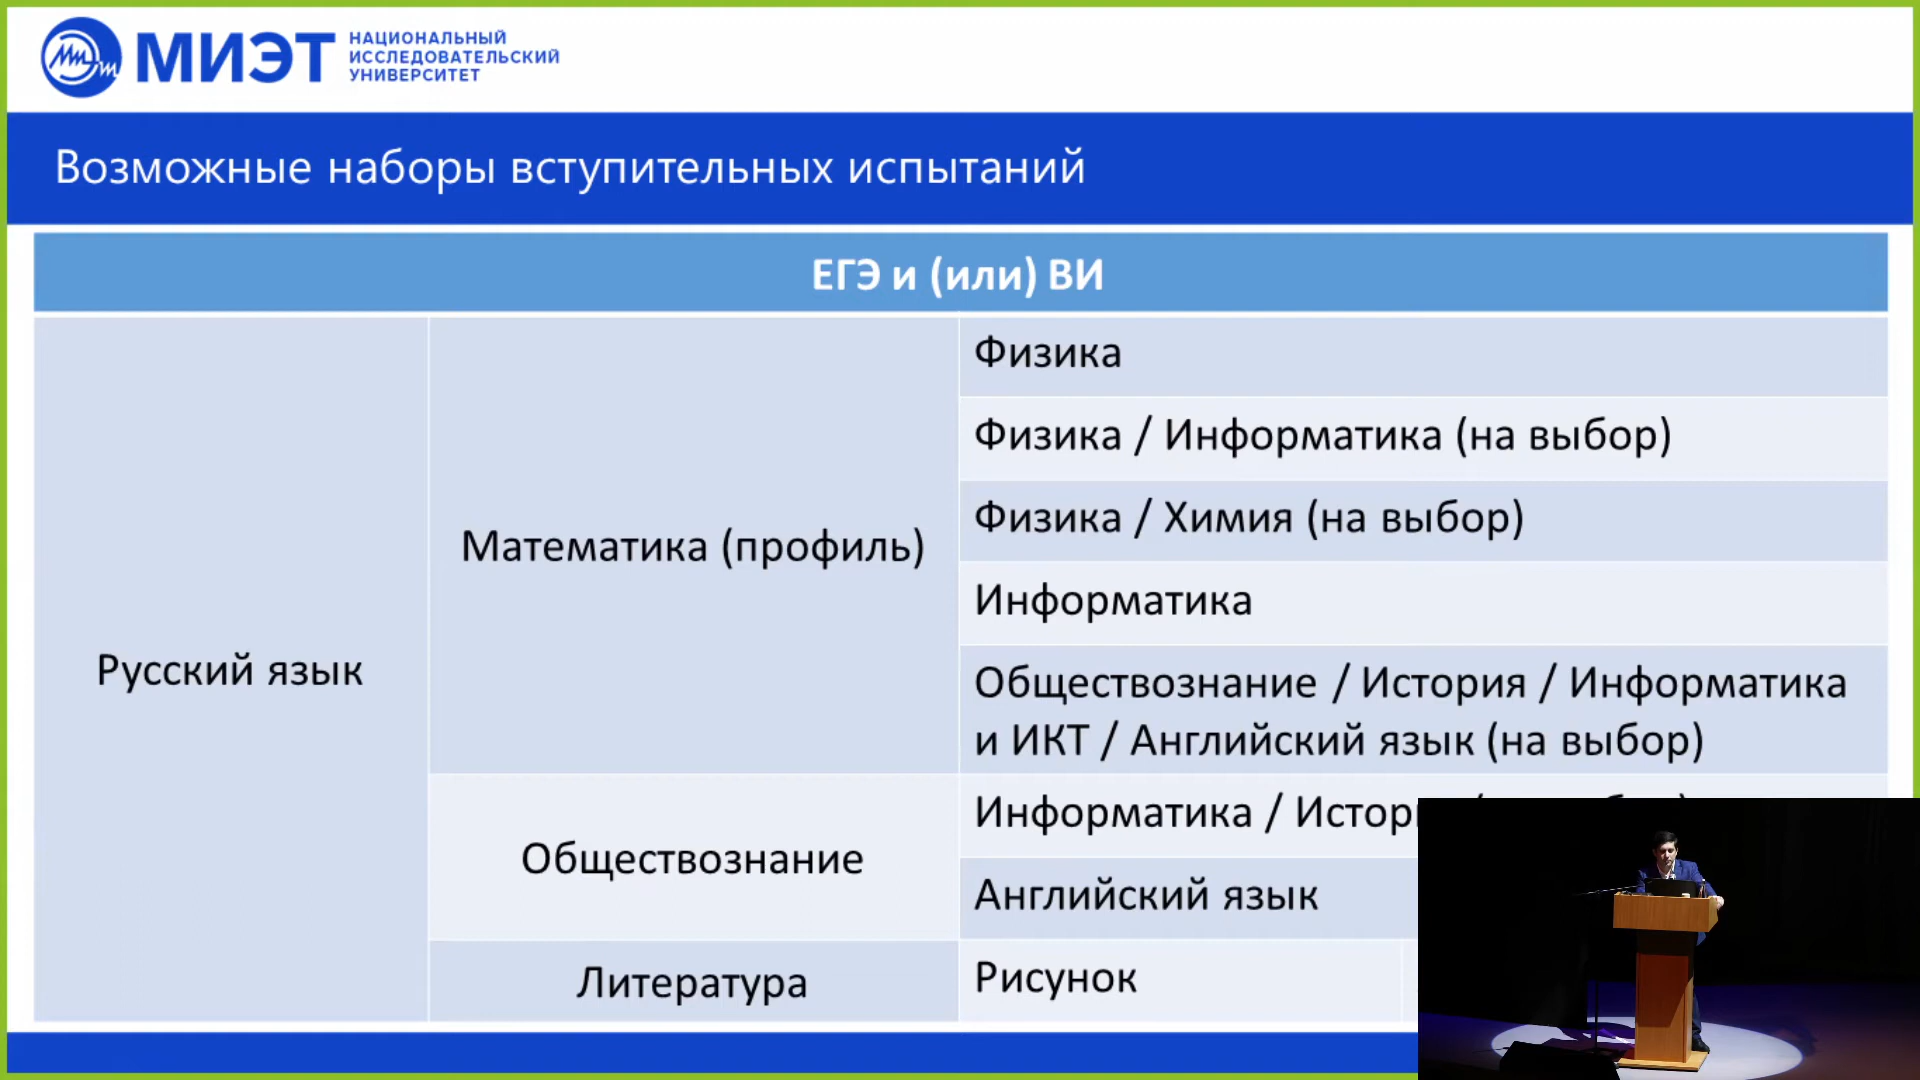 МИЭТ
НАЦИОНАЛЬНЫЙ
ИССЛЕДОВАТЕЛЬСКИЙ
УНИВЕРСИТЕТ
Возможные наборы вступительных испытаний
ЕГЭ и (или) ВИ
Русский язык
Математика (профиль)
Физика
Физика / Информатика (на выбор)
Физика / Химия (на выбор)
Информатика
Обществознание / История / Информатика
и ИКТ / Английский язык (на выбор)
Обществознание
Информатика /
Английский язык
Литература
Рисунок